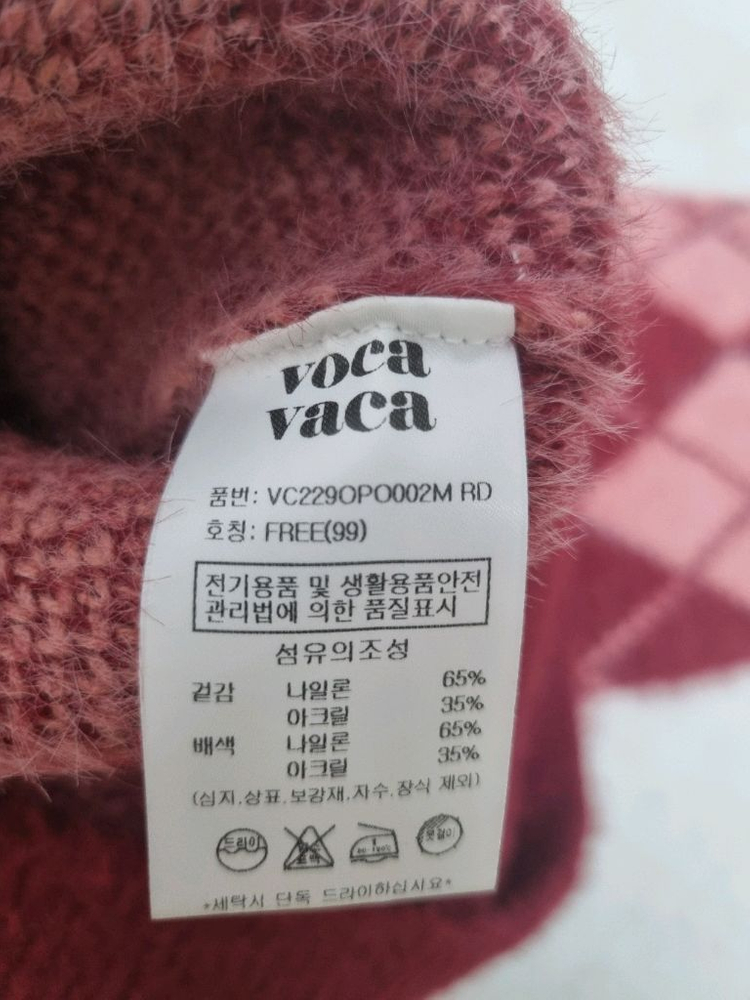 voca
vaca
품번: VC229OPO002M RD
호칭: FREE(99)
전기용품 및 생활용품안전
관리법에 의한 품질표시
섬유의조성
겉감 나일론 65%
아크릴 35%
배색 나일론 65%
아크릴 35%
(심지,상표,보강재,자수,장식 제외)
드라이
*세탁시 단독 드라이하십시요*